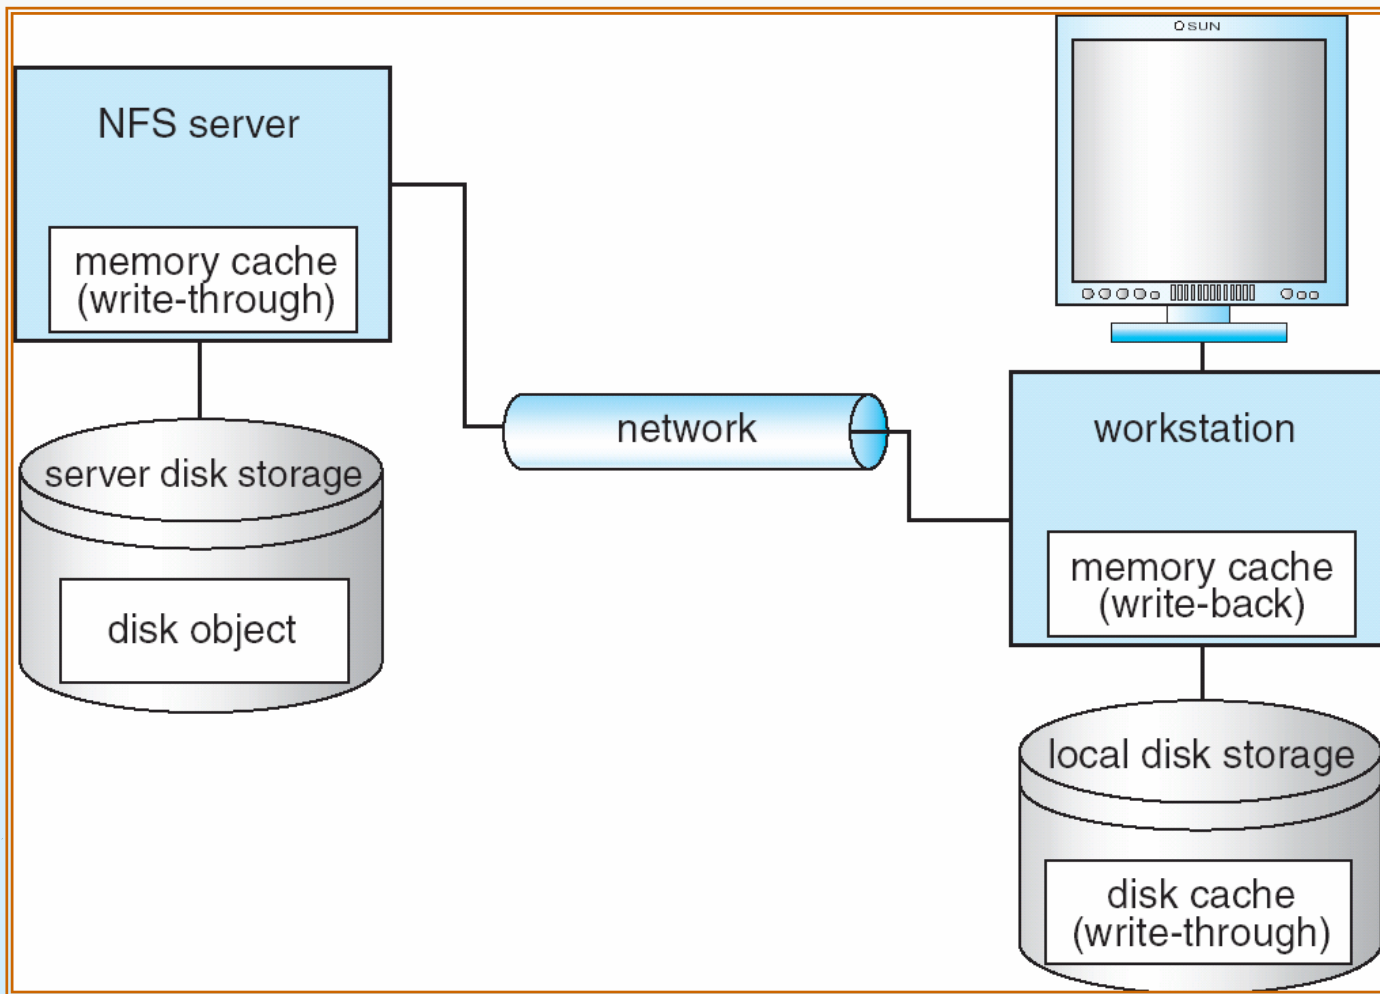 SUN
NFS server
memory cache
(write-through)
server disk storage
disk object
network
workstation
memory cache
(write-back)
local disk storage
disk cache
(write-through)